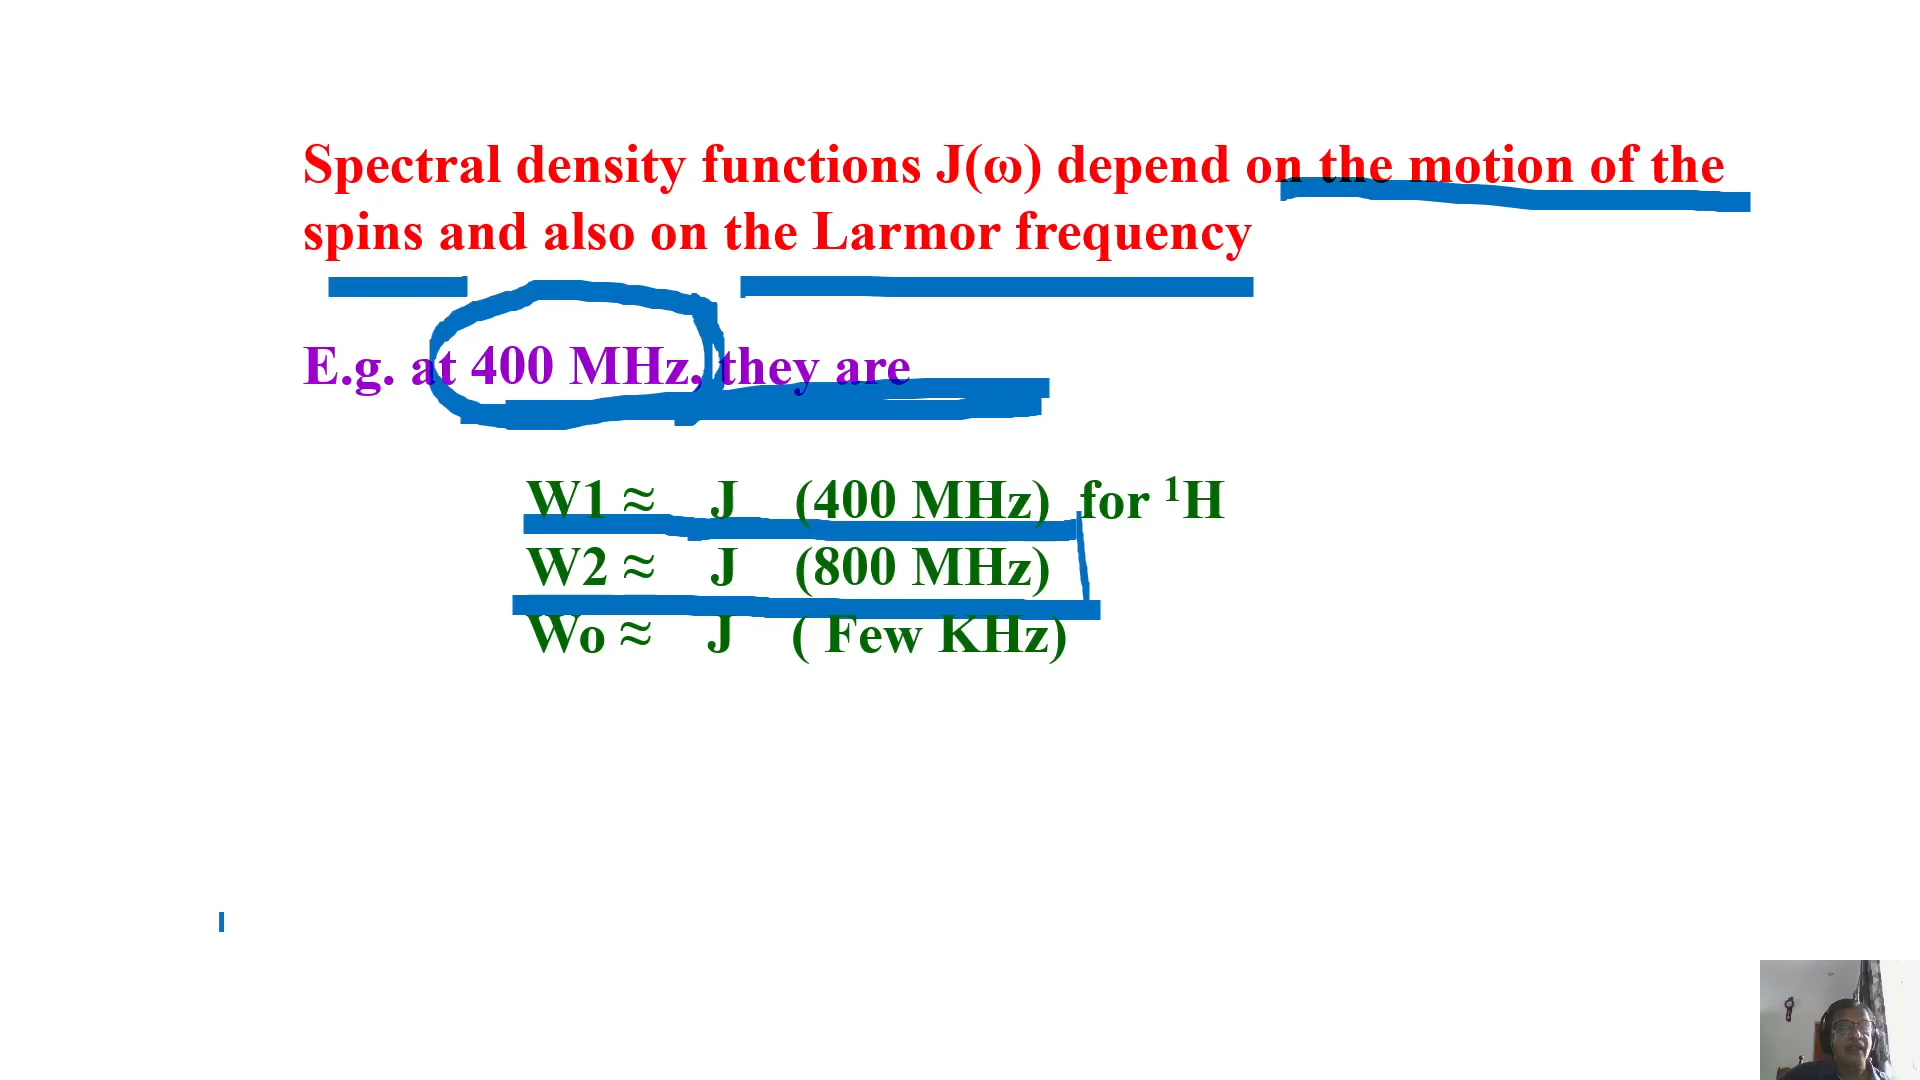 Spectral density functions J(ω) depend on the motion of the
spins and also on the Larmor frequency
E.g. at 400 MHz, they are
W1 ≈ J (400 MHz) for ¹H
W2 ≈ J (800 MHz)
Wo ≈ J ( Few KHz)